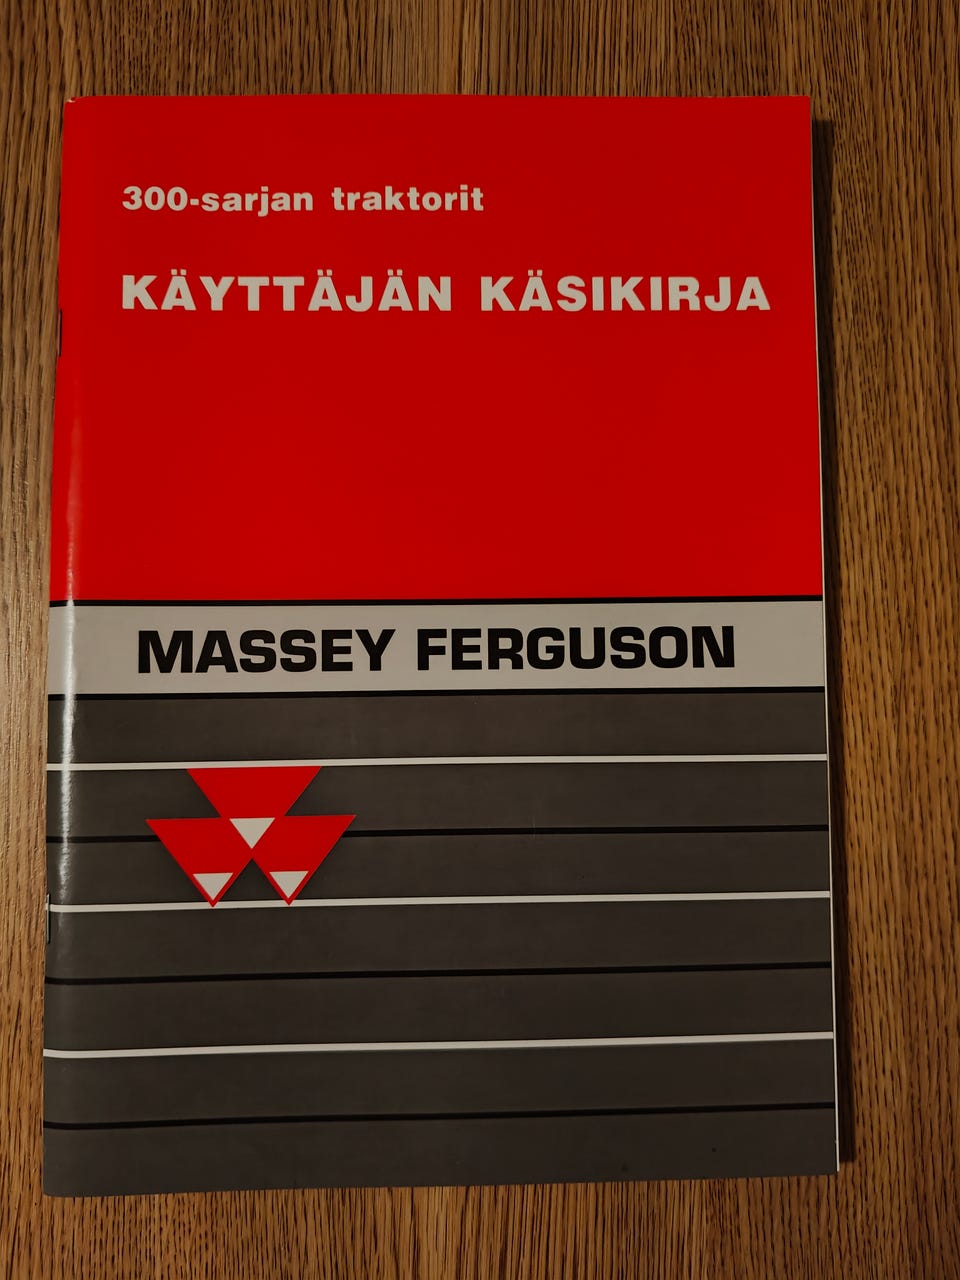 300-sarjan traktorit
KÄYTTÄJÄN KÄSIKIRJA
MASSEY FERGUSON